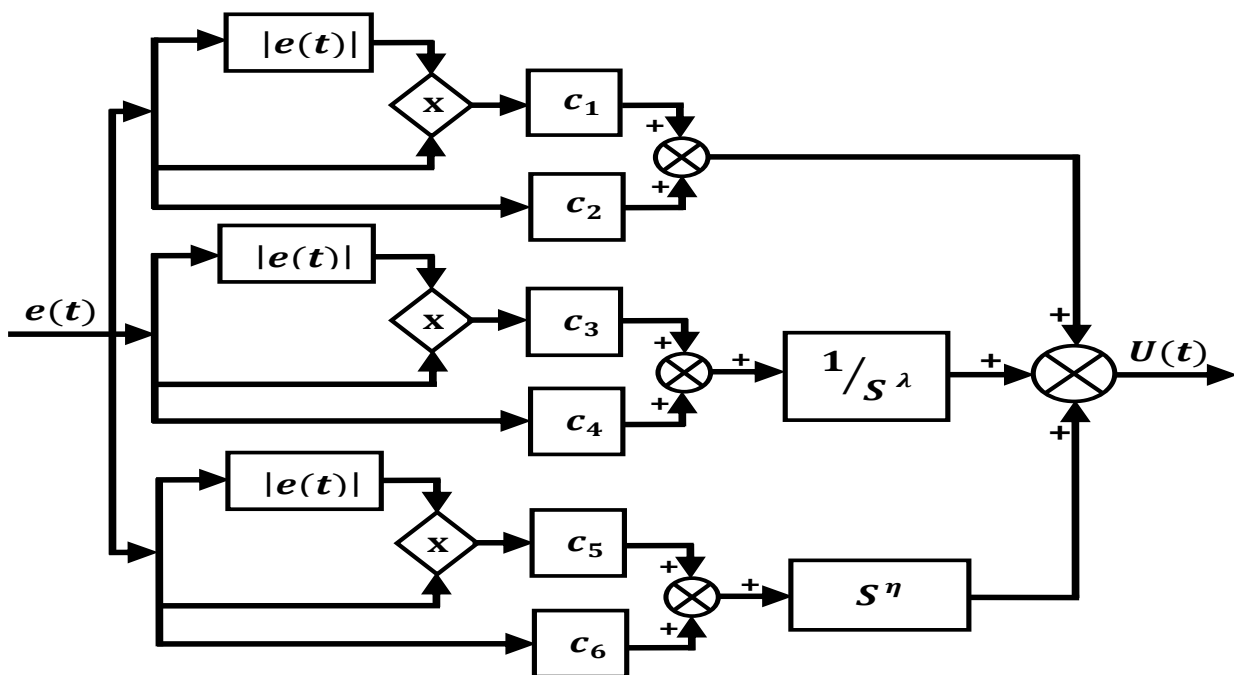 |e(t)|
x
c₁
+
+
c₂
+
|e(t)|
e(t)
x
c₃
+
+
1/S^λ
+
U(t)
c₄
+
+
|e(t)|
x
c₅
+
+
S^η
c₆
+